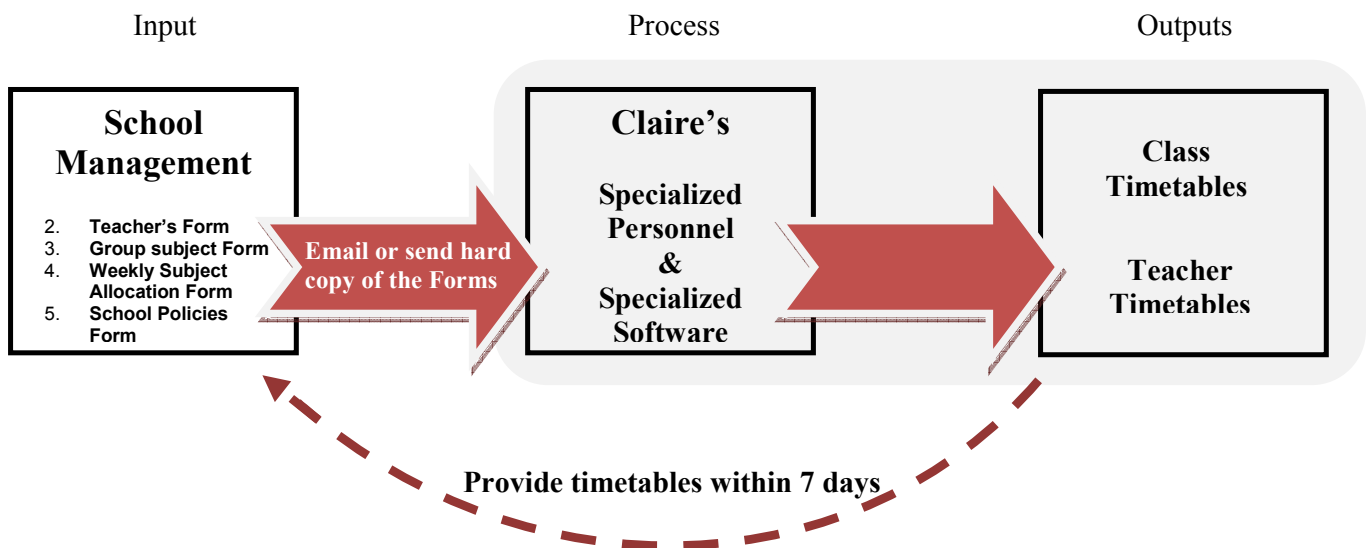 Input
Process
Outputs
School
Management
2. Teacher's Form
3. Group subject Form
4. Weekly Subject
Allocation Form
5. School Policies
Form
Email or send hard
copy of the Forms
Claire's
Specialized
Personnel
&
Specialized
Software
Class
Timetables
Teacher
Timetables
Provide timetables within 7 days